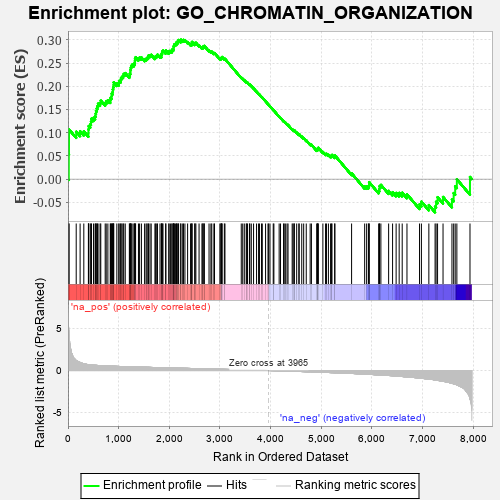 Enrichment plot: GO_CHROMATIN_ORGANIZATION
Enrichment score (ES)
0.30
0.25
0.20
0.15
0.10
0.05
0.00
-0.05
'na_pos' (positively correlated)
Ranked list metric (PreRanked)
5
0
-5
Zero cross at 3965
'na_neg' (negatively correlated)
0 1,000 2,000 3,000 4,000 5,000 6,000 7,000 8,000
Rank in Ordered Dataset
Enrichment profile Hits Ranking metric scores